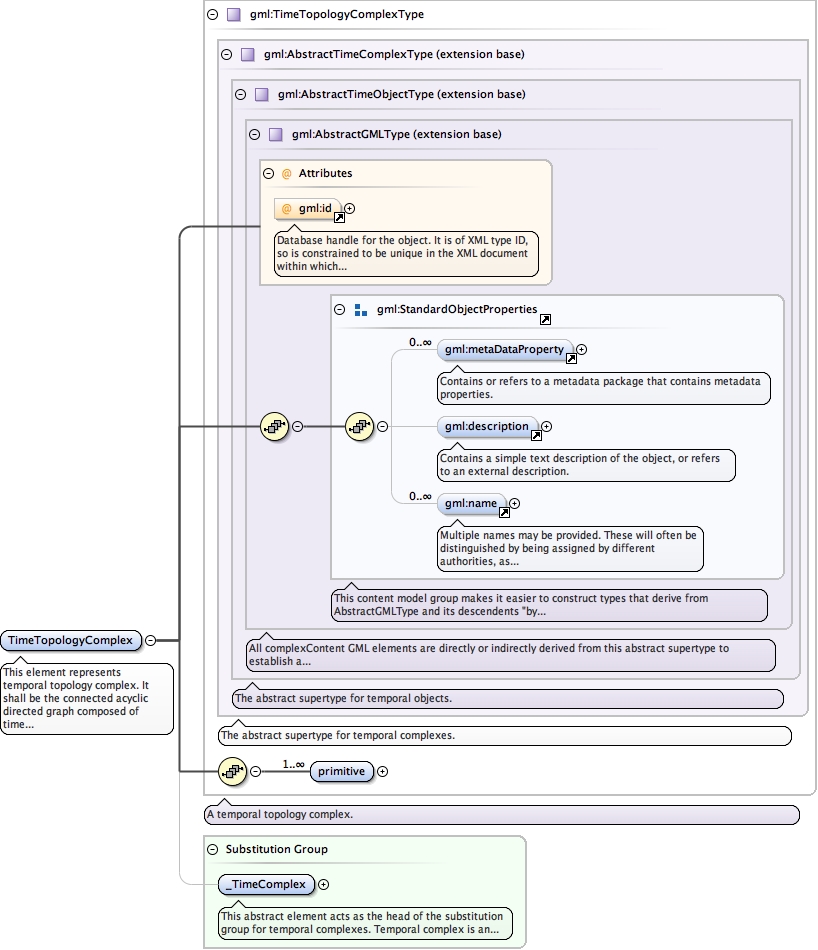 gml:TimeTopologyComplexType
gml:AbstractTimeComplexType (extension base)
gml:AbstractTimeObjectType (extension base)
gml:AbstractGMLType (extension base)
@ Attributes
@ gml:id
Database handle for the object. It is of XML type ID,
so is constrained to be unique in the XML document
within which...
gml:StandardObjectProperties
0..∞
gml:metaDataProperty
Contains or refers to a metadata package that contains metadata
properties.
gml:description
Contains a simple text description of the object, or refers
to an external description.
0..∞
gml:name
Multiple names may be provided. These will often be
distinguished by being assigned by different
authorities, as...
This content model group makes it easier to construct types that derive from
AbstractGMLType and its descendents "by...
All complexContent GML elements are directly or indirectly derived from this abstract supertype to
establish a...
The abstract supertype for temporal objects.
The abstract supertype for temporal complexes.
TimeTopologyComplex
This element represents
temporal topology complex. It
shall be the connected acyclic
directed graph composed of
time...
1..∞
primitive
A temporal topology complex.
Substitution Group
_TimeComplex
This abstract element acts as the head of the substitution
group for temporal complexes. Temporal complex is an...